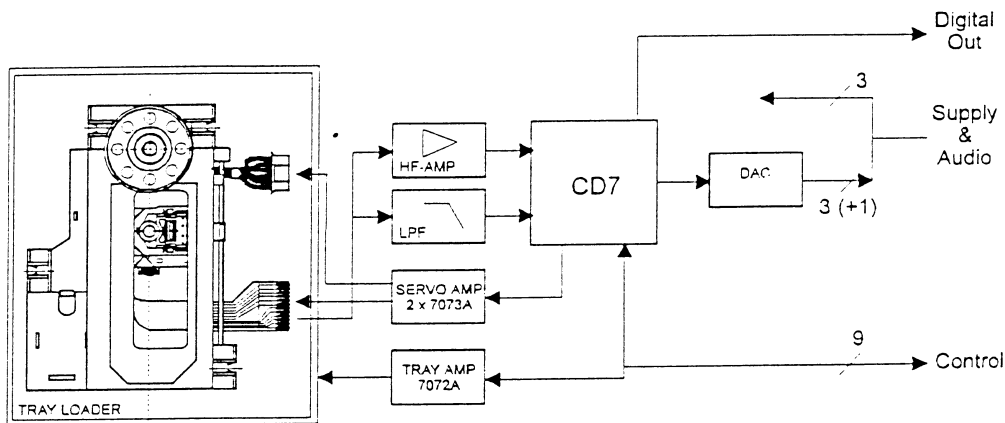 Digital
Out
3
Supply
&
Audio
HF-AMP
CD7
DAC
3 (+1)
LPF
SERVO AMP
2 x 7073A
9
Control
TRAY AMP
7072A
TRAY LOADER